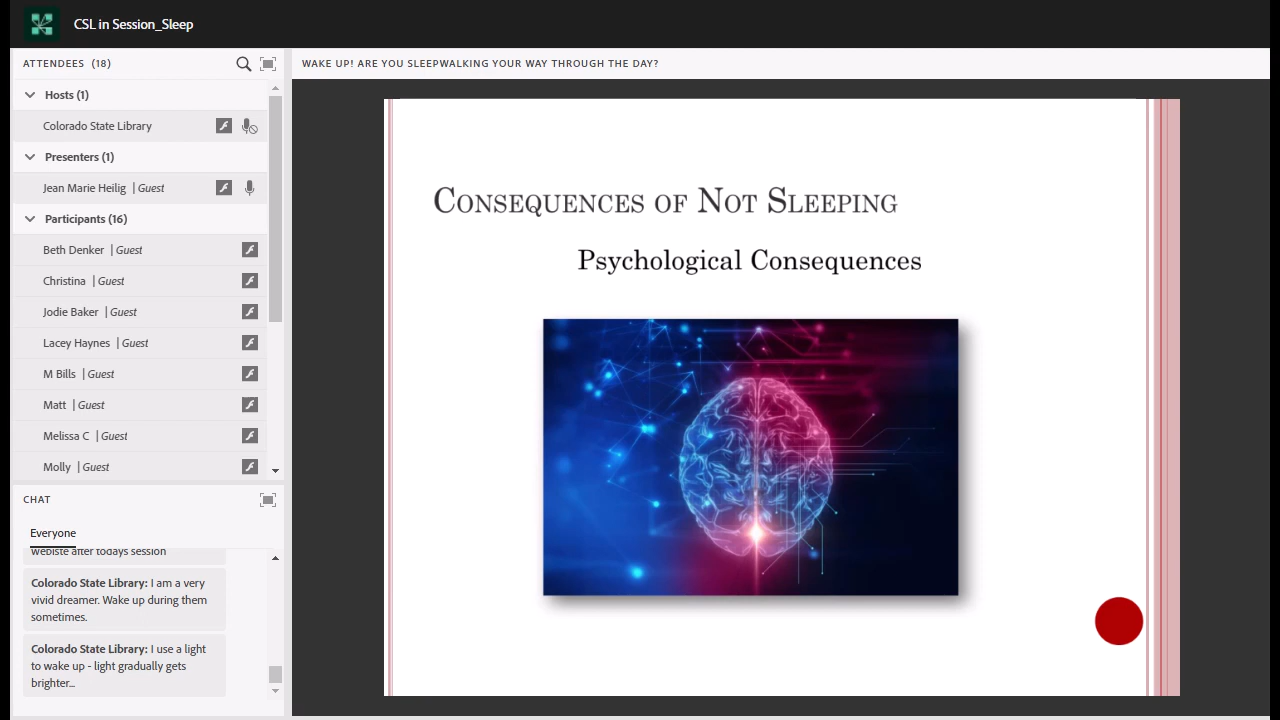 CSL in Session_Sleep
ATTENDEES (18)
Hosts (1)
Colorado State Library
Presenters (1)
Jean Marie Heilig | Guest
Participants (16)
Beth Denker | Guest
Christina | Guest
Jodie Baker | Guest
Lacey Haynes | Guest
M Bills | Guest
Matt | Guest
Melissa C | Guest
Molly | Guest
CHAT
Everyone
webiste after todays session
Colorado State Library: I am a very
vivid dreamer. Wake up during them
sometimes.
Colorado State Library: I use a light
to wake up - light gradually gets
brighter...
WAKE UP! ARE YOU SLEEPWALKING YOUR WAY THROUGH THE DAY?
CONSEQUENCES OF NOT SLEEPING
Psychological Consequences